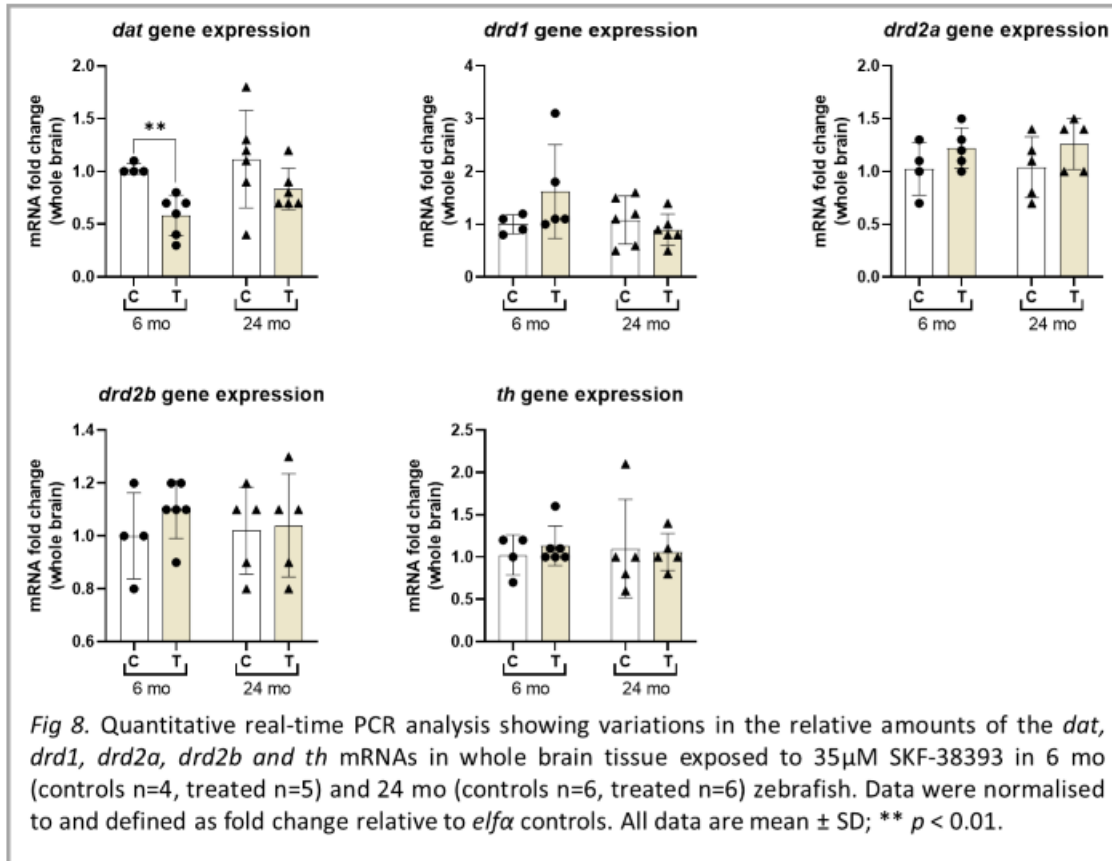 dat gene expression
drd1 gene expression
drd2a gene expression
mRNA fold change
(whole brain)
2.0
1.5
1.0
0.5
0.0
**
C T C T
6 mo 24 mo
mRNA fold change
(whole brain)
4
3
2
1
0
C T C T
6 mo 24 mo
mRNA fold change
(whole brain)
2.0
1.5
1.0
0.5
0.0
C T C T
6 mo 24 mo
drd2b gene expression
th gene expression
mRNA fold change
(whole brain)
1.4
1.2
1.0
0.8
0.6
C T C T
6 mo 24 mo
mRNA fold change
(whole brain)
2.5
2.0
1.5
1.0
0.5
0.0
C T C T
6 mo 24 mo
Fig 8. Quantitative real-time PCR analysis showing variations in the relative amounts of the dat,
drd1, drd2a, drd2b and th mRNAs in whole brain tissue exposed to 35µM SKF-38393 in 6 mo
(controls n=4, treated n=5) and 24 mo (controls n=6, treated n=6) zebrafish. Data were normalised
to and defined as fold change relative to elfα controls. All data are mean ± SD; ** p < 0.01.